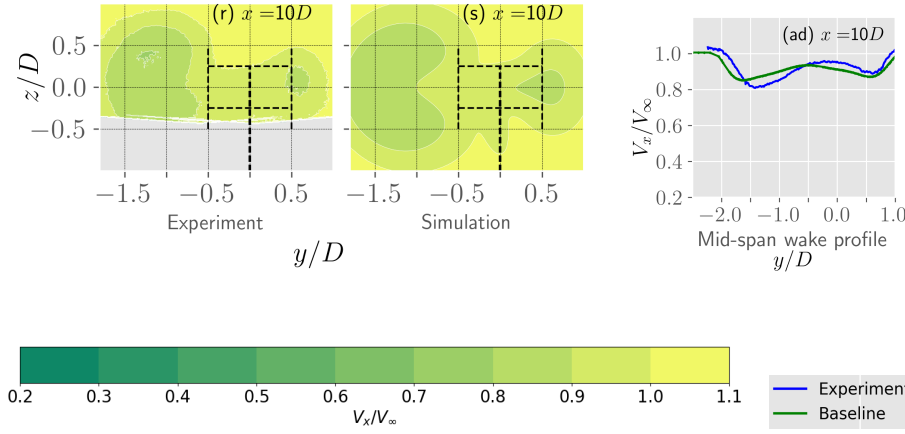 (r) x = 10D
(s) x = 10D
(ad) x = 10D
z/D
0.5
0.0
−0.5
−1.5
−0.5
0.5
−1.5
−0.5
0.5
Experiment
Simulation
y/D
V_x/V_∞
1.0
0.8
0.6
0.4
0.2
−2.0
−1.0
0.0
1.0
Mid-span wake profile
y/D
0.2
0.3
0.4
0.5
0.6
0.7
0.8
0.9
1.0
1.1
V_x/V_∞
Experiment
Baseline